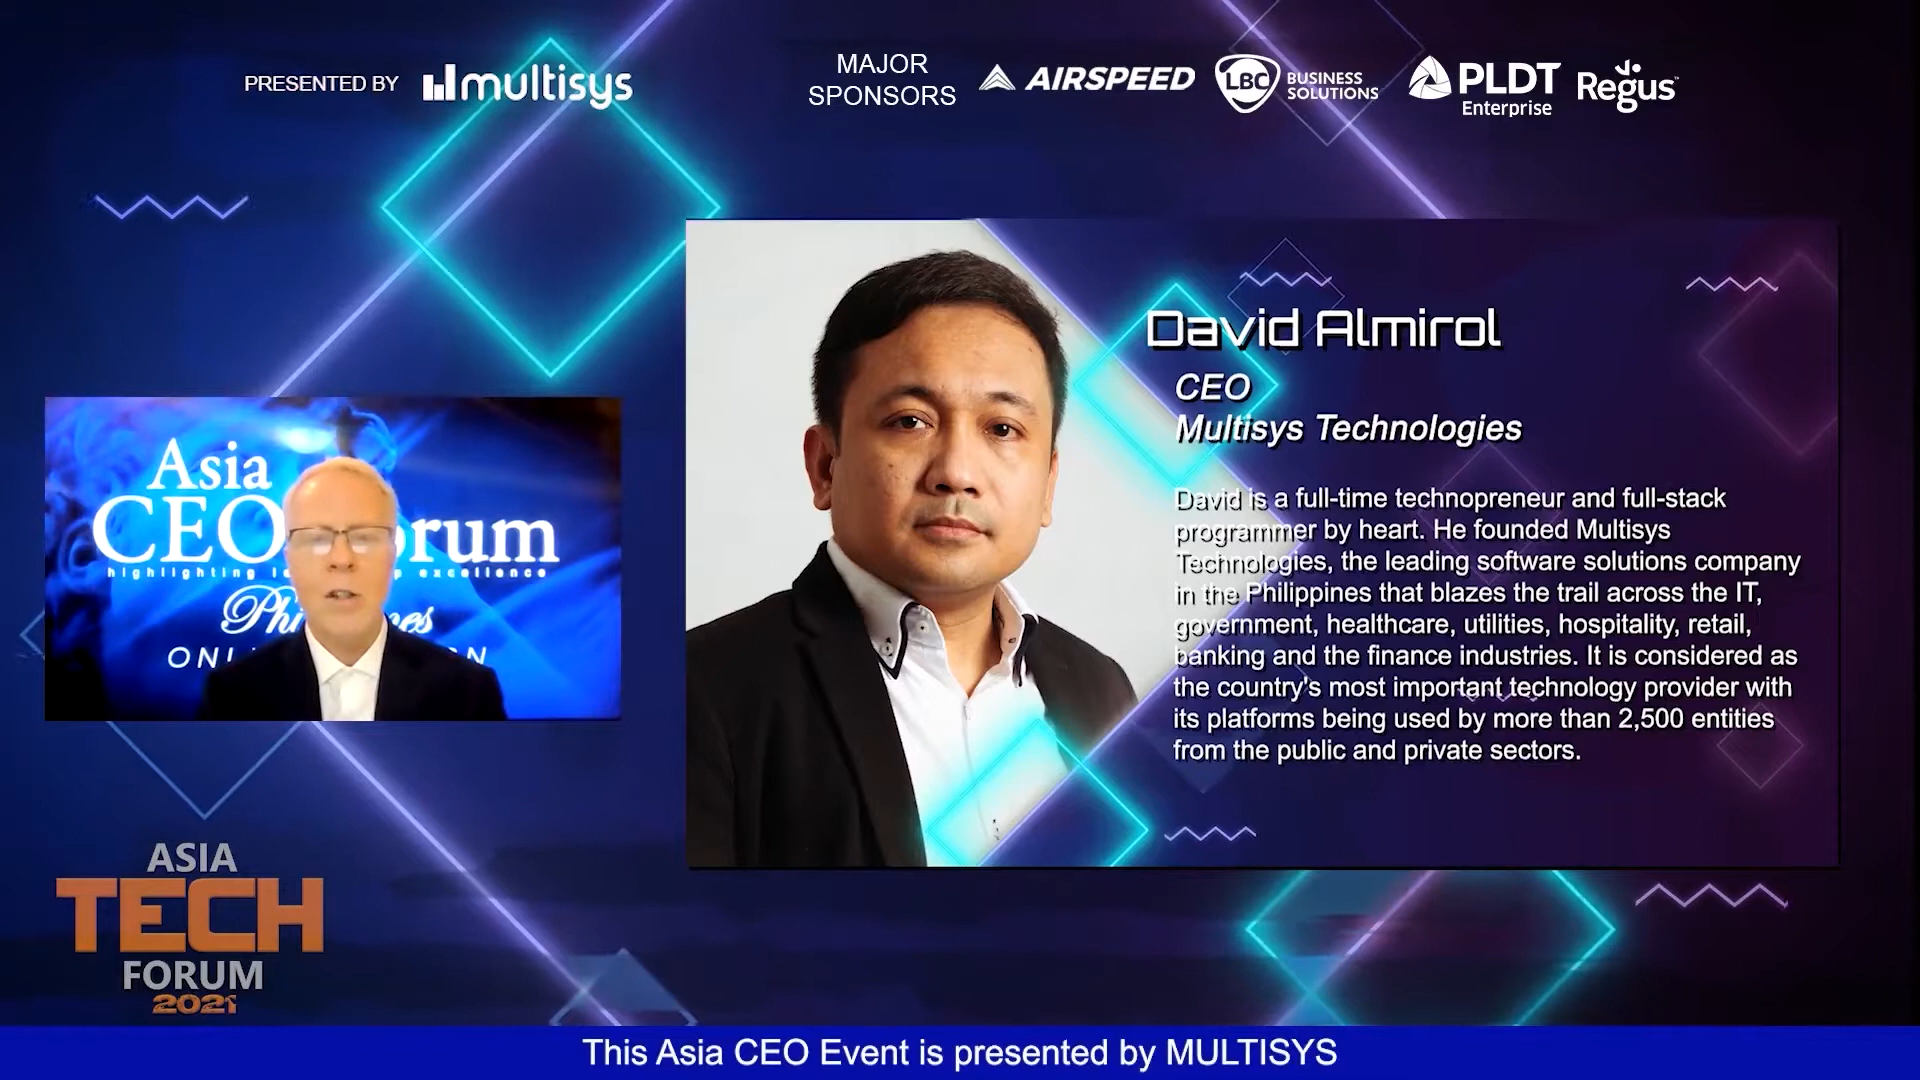 PRESENTED BY
multisys
MAJOR
SPONSORS
AIRSPEED
LBC
BUSINESS
SOLUTIONS
PLDT
Enterprise
Regus™
David Almirol
CEO
Multisys Technologies
David is a full-time technopreneur and full-stack
programmer by heart. He founded Multisys
Technologies, the leading software solutions company
in the Philippines that blazes the trail across the IT,
government, healthcare, utilities, hospitality, retail,
banking and the finance industries. It is considered as
the country's most important technology provider with
its platforms being used by more than 2,500 entities
from the public and private sectors.
Asia
CEO
highlighting excellence
ASIA
TECH
FORUM
2021
This Asia CEO Event is presented by MULTISYS